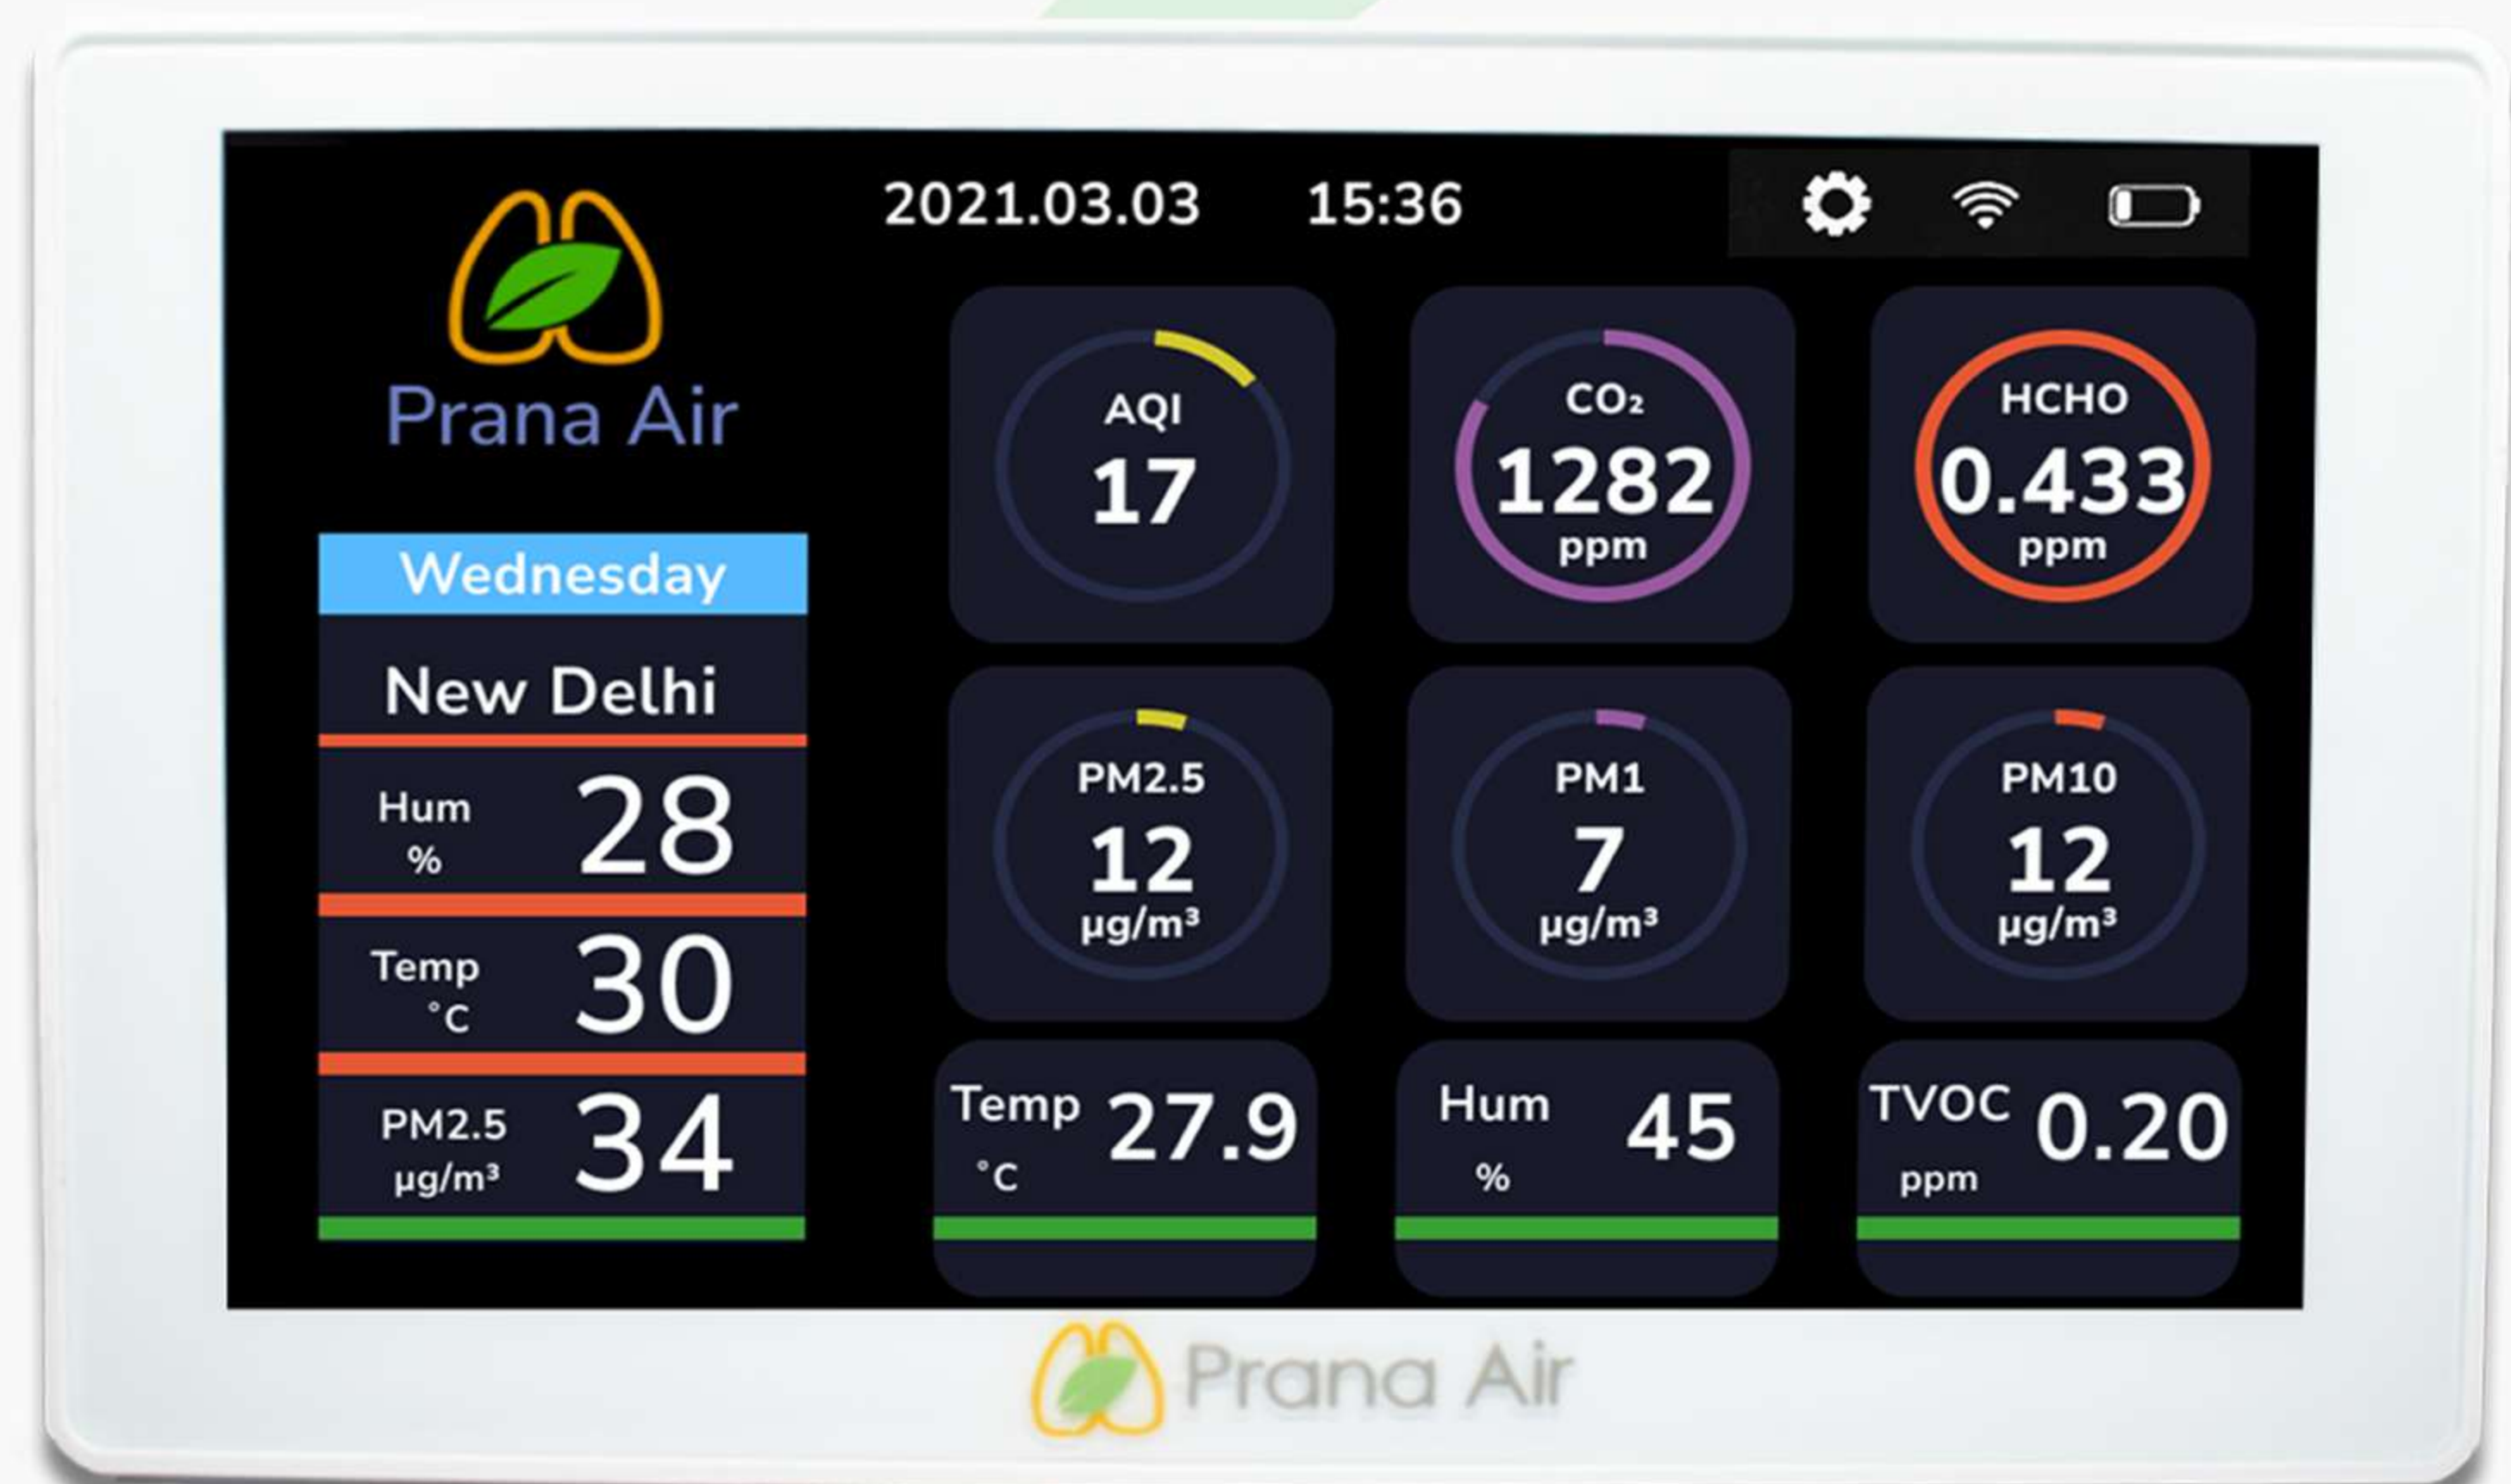 2021.03.03 15:36
Prana Air
Wednesday
New Delhi
Hum
%
28
Temp
°C
30
PM2.5
µg/m³
34
AQI
17
CO₂
1282
ppm
HCHO
0.433
ppm
PM2.5
12
µg/m³
PM1
7
µg/m³
PM10
12
µg/m³
Temp
°C
27.9
Hum
%
45
TVOC
ppm
0.20
Prana Air